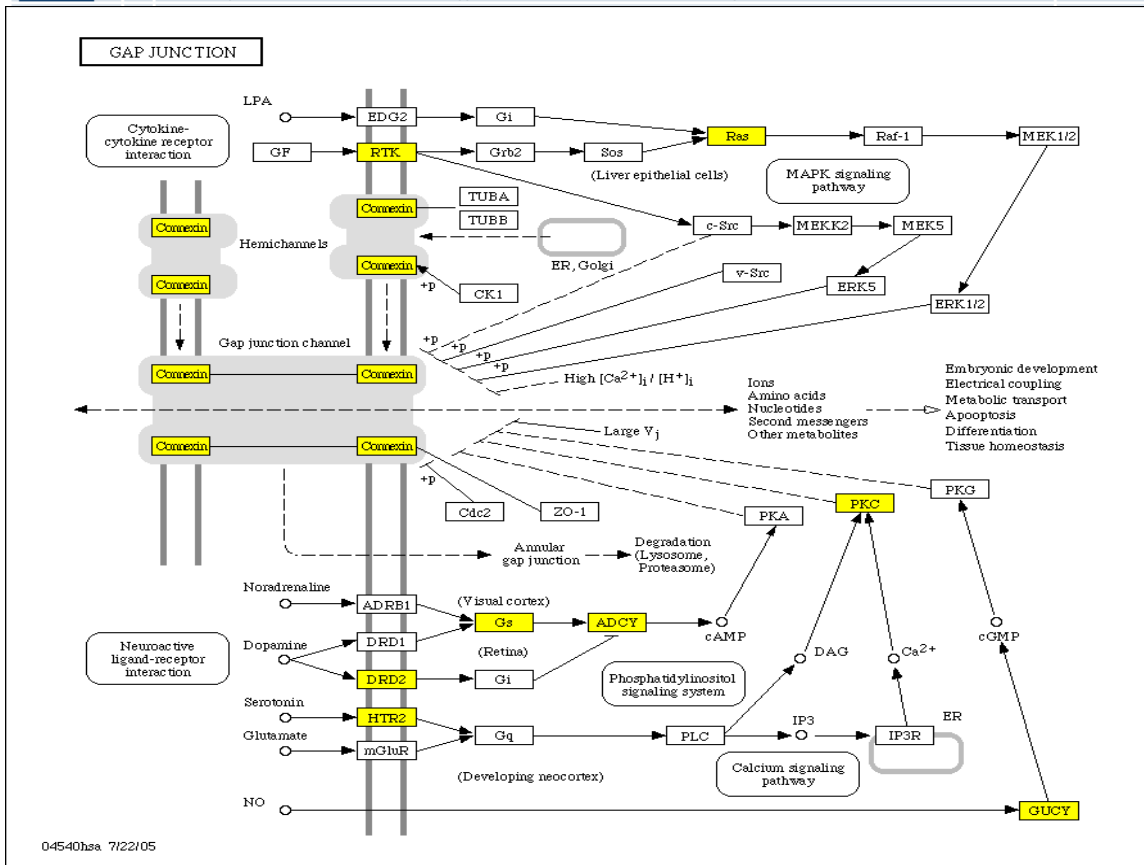 GAP JUNCTION
LPA
EDG2
Gi
Cytokine-
cytokine receptor
interaction
GF
RTK
Grb2
Sos
Ras
Raf-1
MEK1/2
(Liver epithelial cells)
MAPK signaling
pathway
Connexin
TUBA
TUBB
Connexin
Hemichannels
c-Src
MEKK2
MEK5
ER, Golgi
Connexin
Connexin
+p
CK1
v-Src
ERK5
ERK1/2
Gap junction channel
+p
+p
+p
+p
Connexin
Connexin
High [Ca2+]i / [H+]i
Ions
Amino acids
Nucleotides
Second messengers
Other metabolites
Embryonic development
Electrical coupling
Metabolic transport
Apooptosis
Differentiation
Tissue homeostasis
Large Vj
Connexin
Connexin
+p
Cdc2
ZO-1
PKA
PKC
PKG
Annular
gap junction
Degradation
(Lysosome,
Proteasome)
Noradrenaline
ADRB1
(Visual cortex)
Gs
ADCY
cAMP
cGMP
Neuroactive
ligand-receptor
interaction
Dopamine
DRD1
(Retina)
DAG
Ca2+
DRD2
Gi
Phosphatidylinositol
signaling system
Serotonin
HTR2
Glutamate
mGluR
Gq
PLC
IP3
IP3R
ER
(Developing neocortex)
Calcium signaling
pathway
NO
GUCY
04540hsa 7/22/05